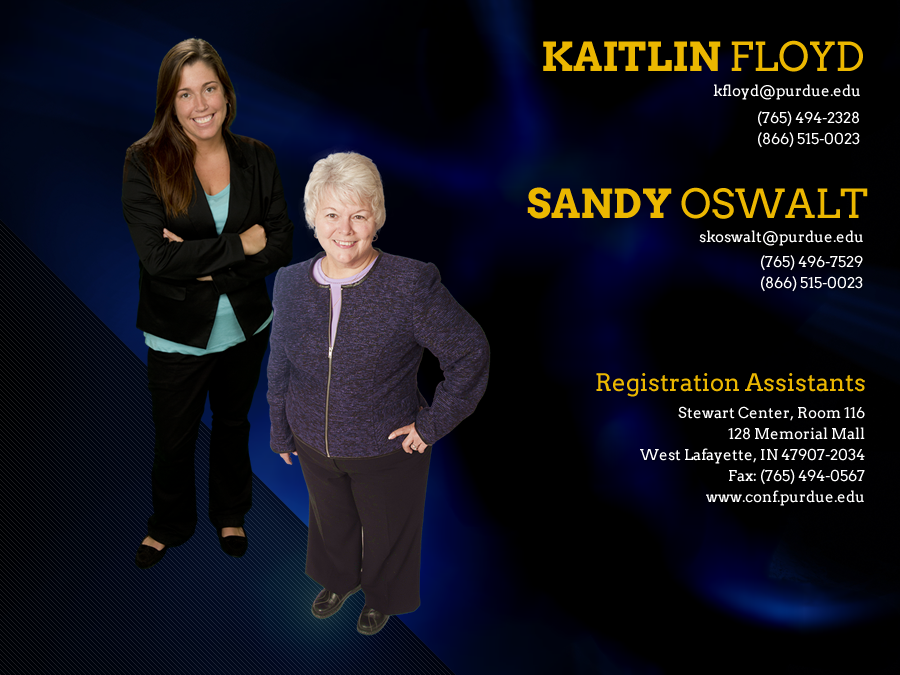 KAITLIN FLOYD
kfloyd@purdue.edu
(765) 494-2328
(866) 515-0023
SANDY OSWALT
skoswalt@purdue.edu
(765) 496-7529
(866) 515-0023
Registration Assistants
Stewart Center, Room 116
128 Memorial Mall
West Lafayette, IN 47907-2034
Fax: (765) 494-0567
www.conf.purdue.edu